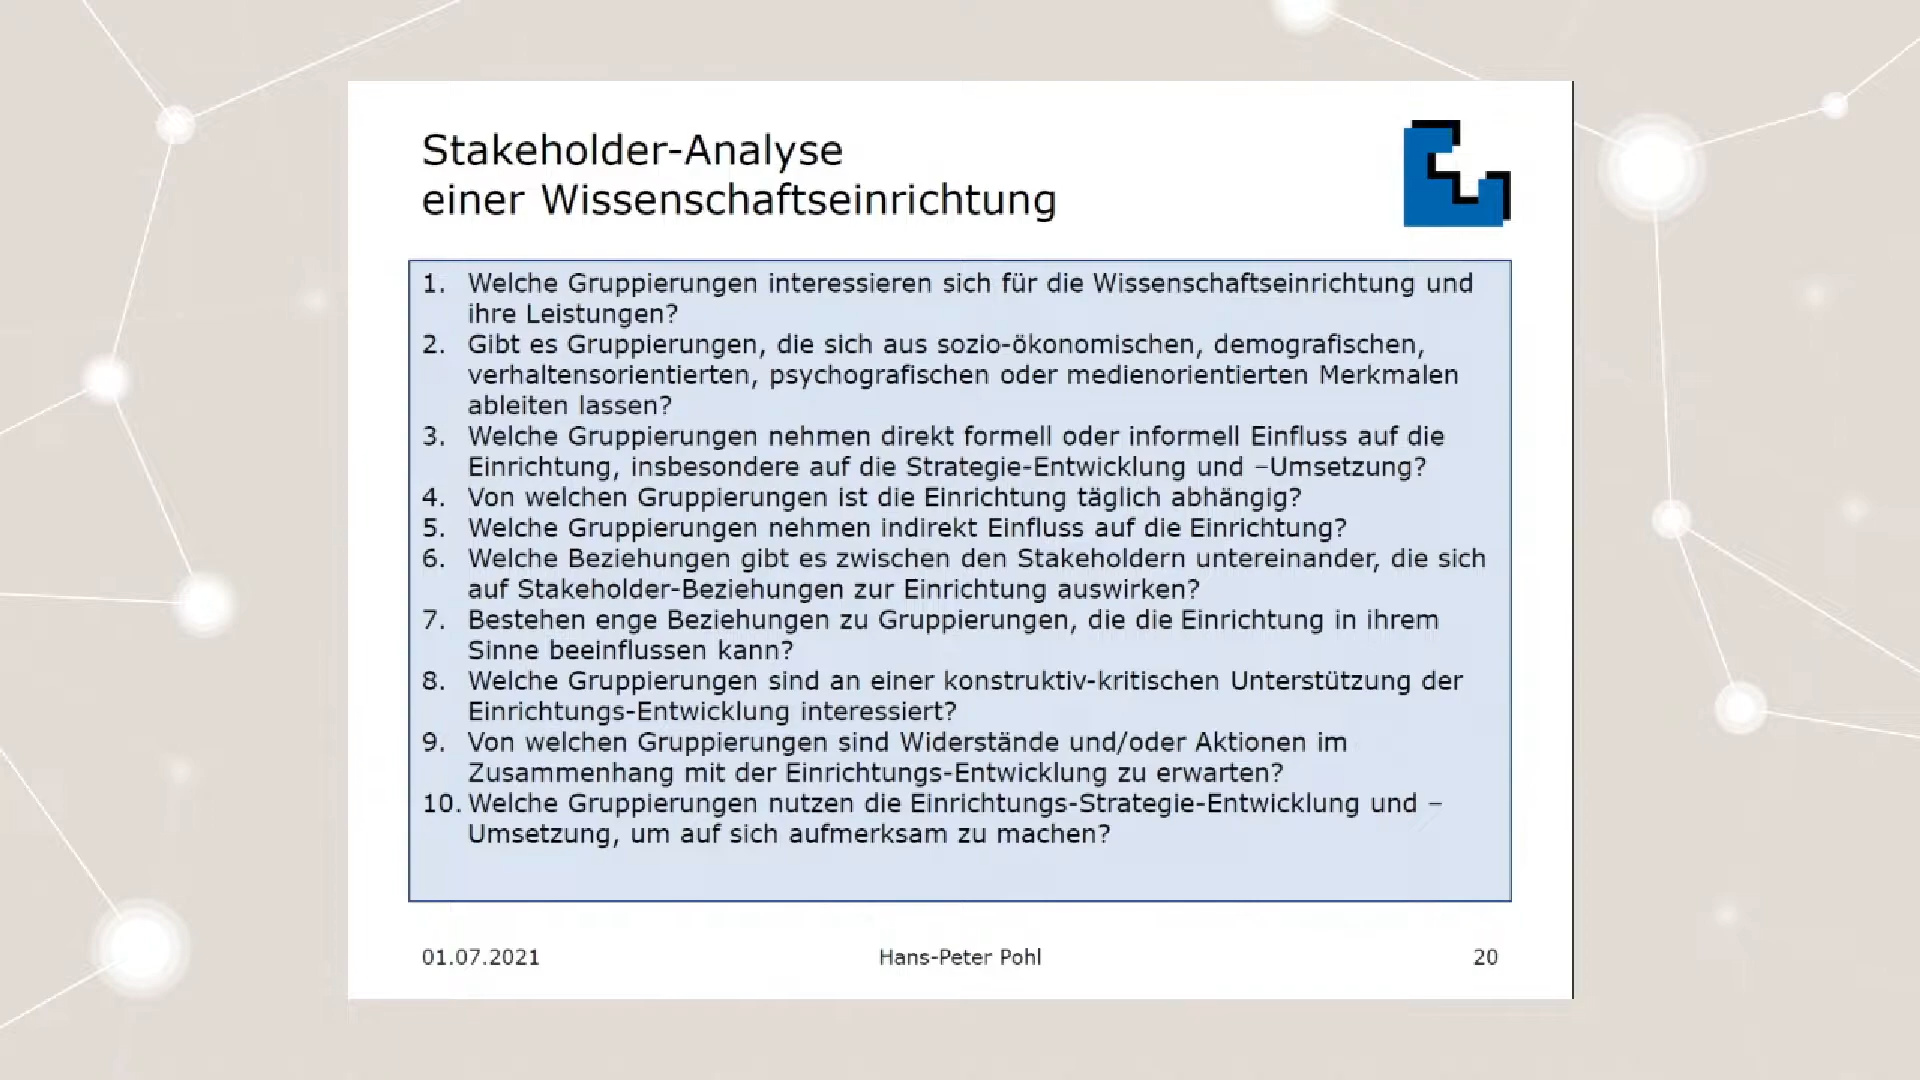 Stakeholder-Analyse
einer Wissenschaftseinrichtung
1. Welche Gruppierungen interessieren sich für die Wissenschaftseinrichtung und
ihre Leistungen?
2. Gibt es Gruppierungen, die sich aus sozio-ökonomischen, demografischen,
verhaltensorientierten, psychografischen oder medienorientierten Merkmalen
ableiten lassen?
3. Welche Gruppierungen nehmen direkt formell oder informell Einfluss auf die
Einrichtung, insbesondere auf die Strategie-Entwicklung und –Umsetzung?
4. Von welchen Gruppierungen ist die Einrichtung täglich abhängig?
5. Welche Gruppierungen nehmen indirekt Einfluss auf die Einrichtung?
6. Welche Beziehungen gibt es zwischen den Stakeholdern untereinander, die sich
auf Stakeholder-Beziehungen zur Einrichtung auswirken?
7. Bestehen enge Beziehungen zu Gruppierungen, die die Einrichtung in ihrem
Sinne beeinflussen kann?
8. Welche Gruppierungen sind an einer konstruktiv-kritischen Unterstützung der
Einrichtungs-Entwicklung interessiert?
9. Von welchen Gruppierungen sind Widerstände und/oder Aktionen im
Zusammenhang mit der Einrichtungs-Entwicklung zu erwarten?
10. Welche Gruppierungen nutzen die Einrichtungs-Strategie-Entwicklung und –
Umsetzung, um auf sich aufmerksam zu machen?
01.07.2021 Hans-Peter Pohl 20